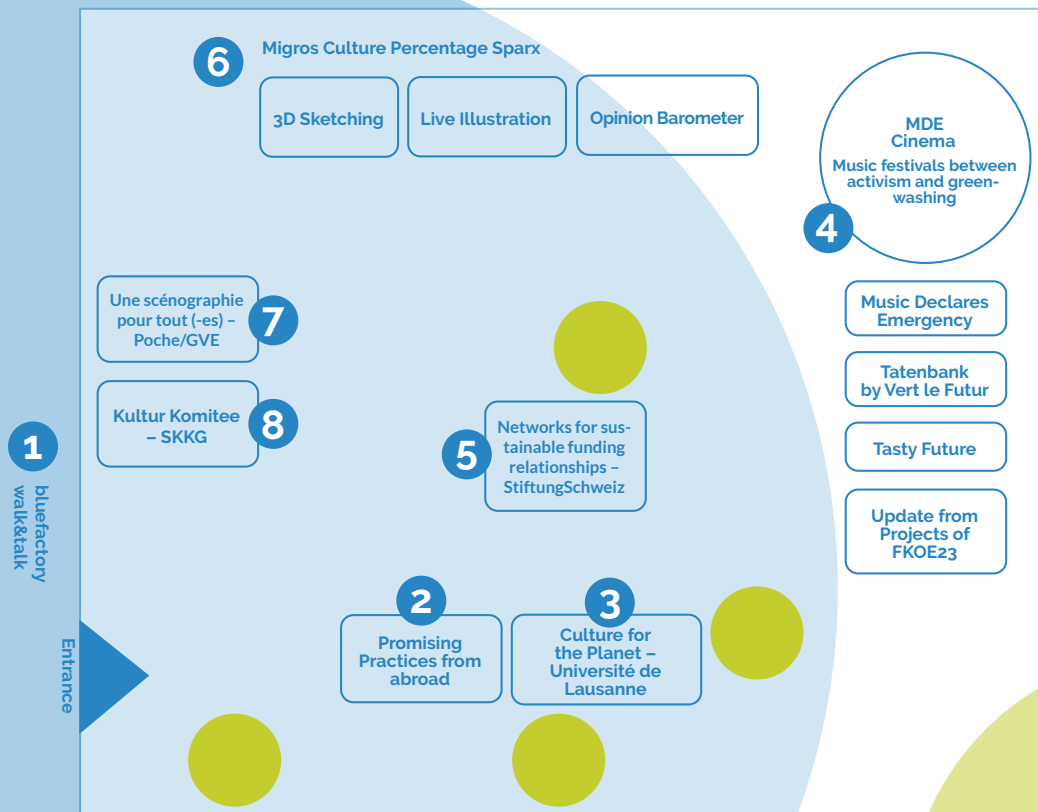 6
Migros Culture Percentage Sparx
3D Sketching
Live Illustration
Opinion Barometer
MDE
Cinema
Music festivals between
activism and green-
washing
4
Music Declares
Emergency
Tatenbank
by Vert le Futur
Tasty Future
Update from
Projects of
FKOE23
Une scénographie
pour tout (-es) –
Poche/GVE
7
Kultur Komitee
– SKKG
8
1
bluefactory
walk&talk
5
Networks for sus-
tainable funding
relationships –
StiftungSchweiz
2
Promising
Practices from
abroad
3
Culture for
the Planet –
Université de
Lausanne
Entrance